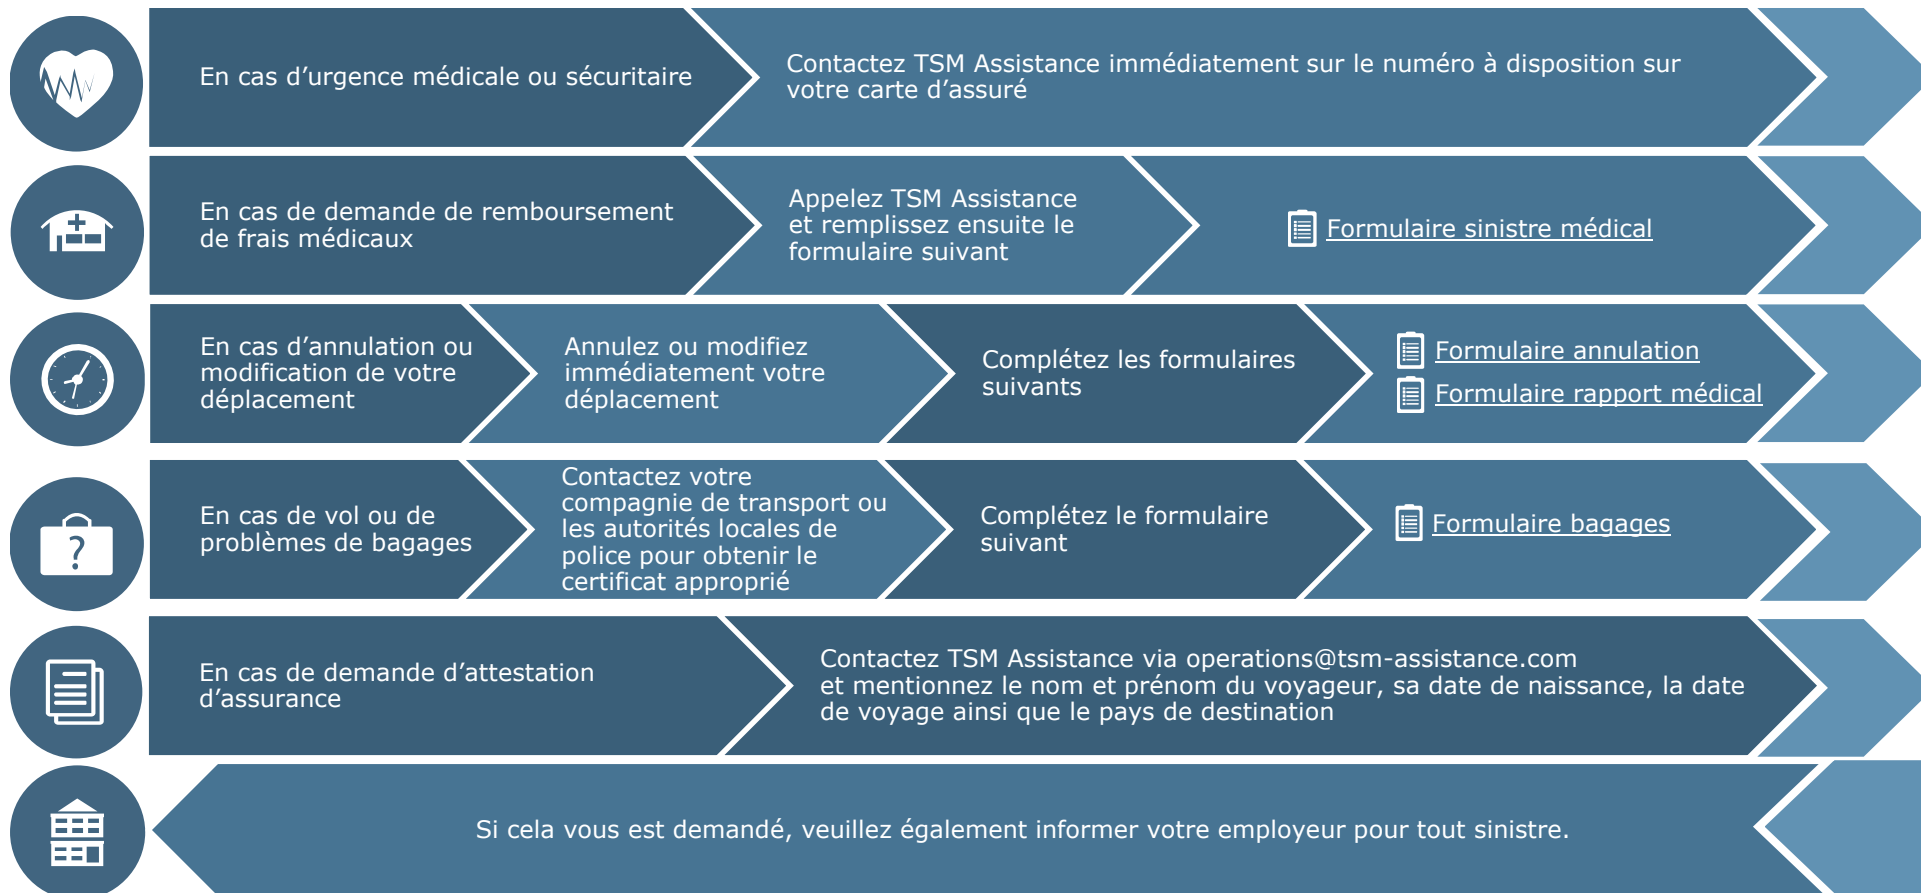 En cas d’urgence médicale ou sécuritaire
Contactez TSM Assistance immédiatement sur le numéro à disposition sur
votre carte d’assuré
En cas de demande de remboursement
de frais médicaux
Appelez TSM Assistance
et remplissez ensuite le
formulaire suivant
Formulaire sinistre médical
En cas d’annulation ou
modification de votre
déplacement
Annulez ou modifiez
immédiatement votre
déplacement
Complétez les formulaires
suivants
Formulaire annulation
Formulaire rapport médical
?
En cas de vol ou de
problèmes de bagages
Contactez votre
compagnie de transport ou
les autorités locales de
police pour obtenir le
certificat approprié
Complétez le formulaire
suivant
Formulaire bagages
En cas de demande d’attestation
d’assurance
Contactez TSM Assistance via operations@tsm-assistance.com
et mentionnez le nom et prénom du voyageur, sa date de naissance, la date
de voyage ainsi que le pays de destination
Si cela vous est demandé, veuillez également informer votre employeur pour tout sinistre.